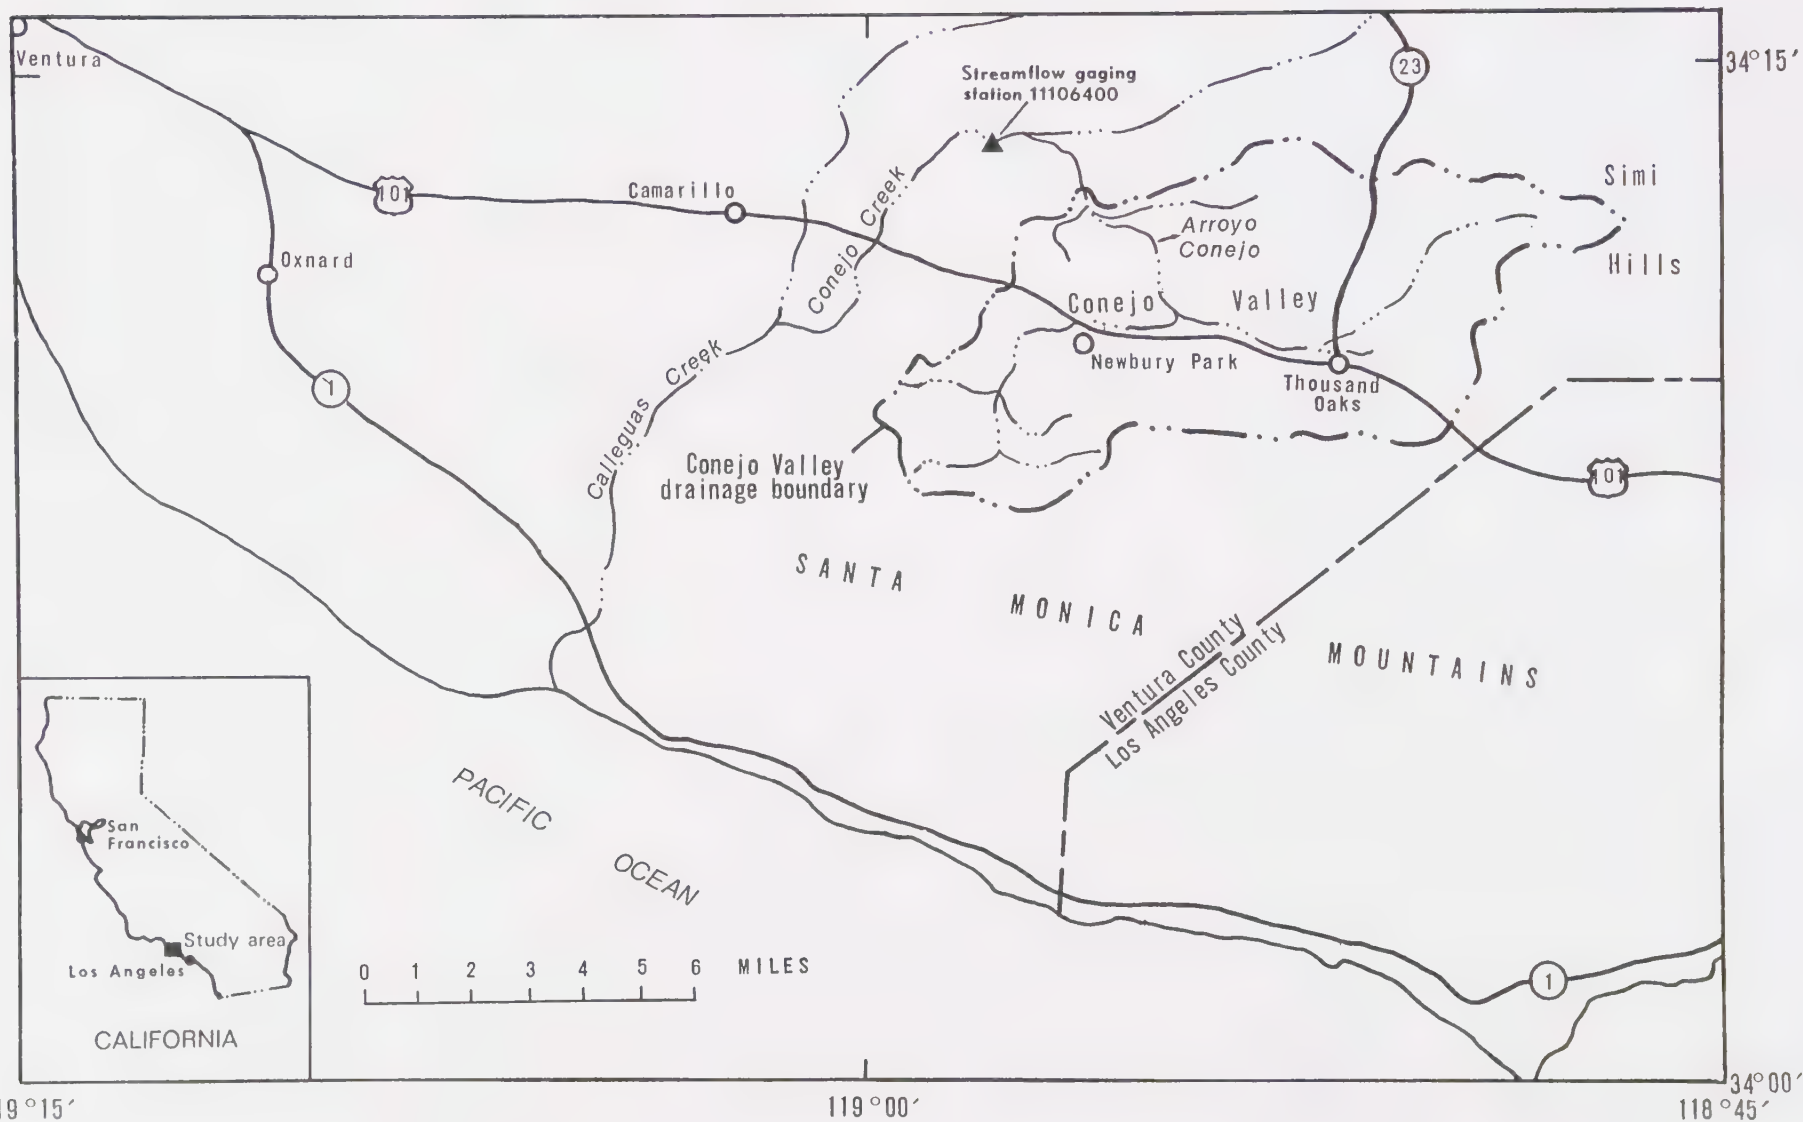 Ventura
34°15′
Streamflow gaging
station 11106400
23
Simi
Hills
101
Camarillo
Conejo Creek
Arroyo
Conejo
Oxnard
Conejo Valley
Newbury Park
Thousand
Oaks
1
Calleguas Creek
Conejo Valley
drainage boundary
101
SANTA MONICA MOUNTAINS
Ventura County
Los Angeles County
PACIFIC
OCEAN
San
Francisco
Study area
Los Angeles
CALIFORNIA
0 1 2 3 4 5 6 MILES
1
34°00′
19°15′
119°00′
118°45′